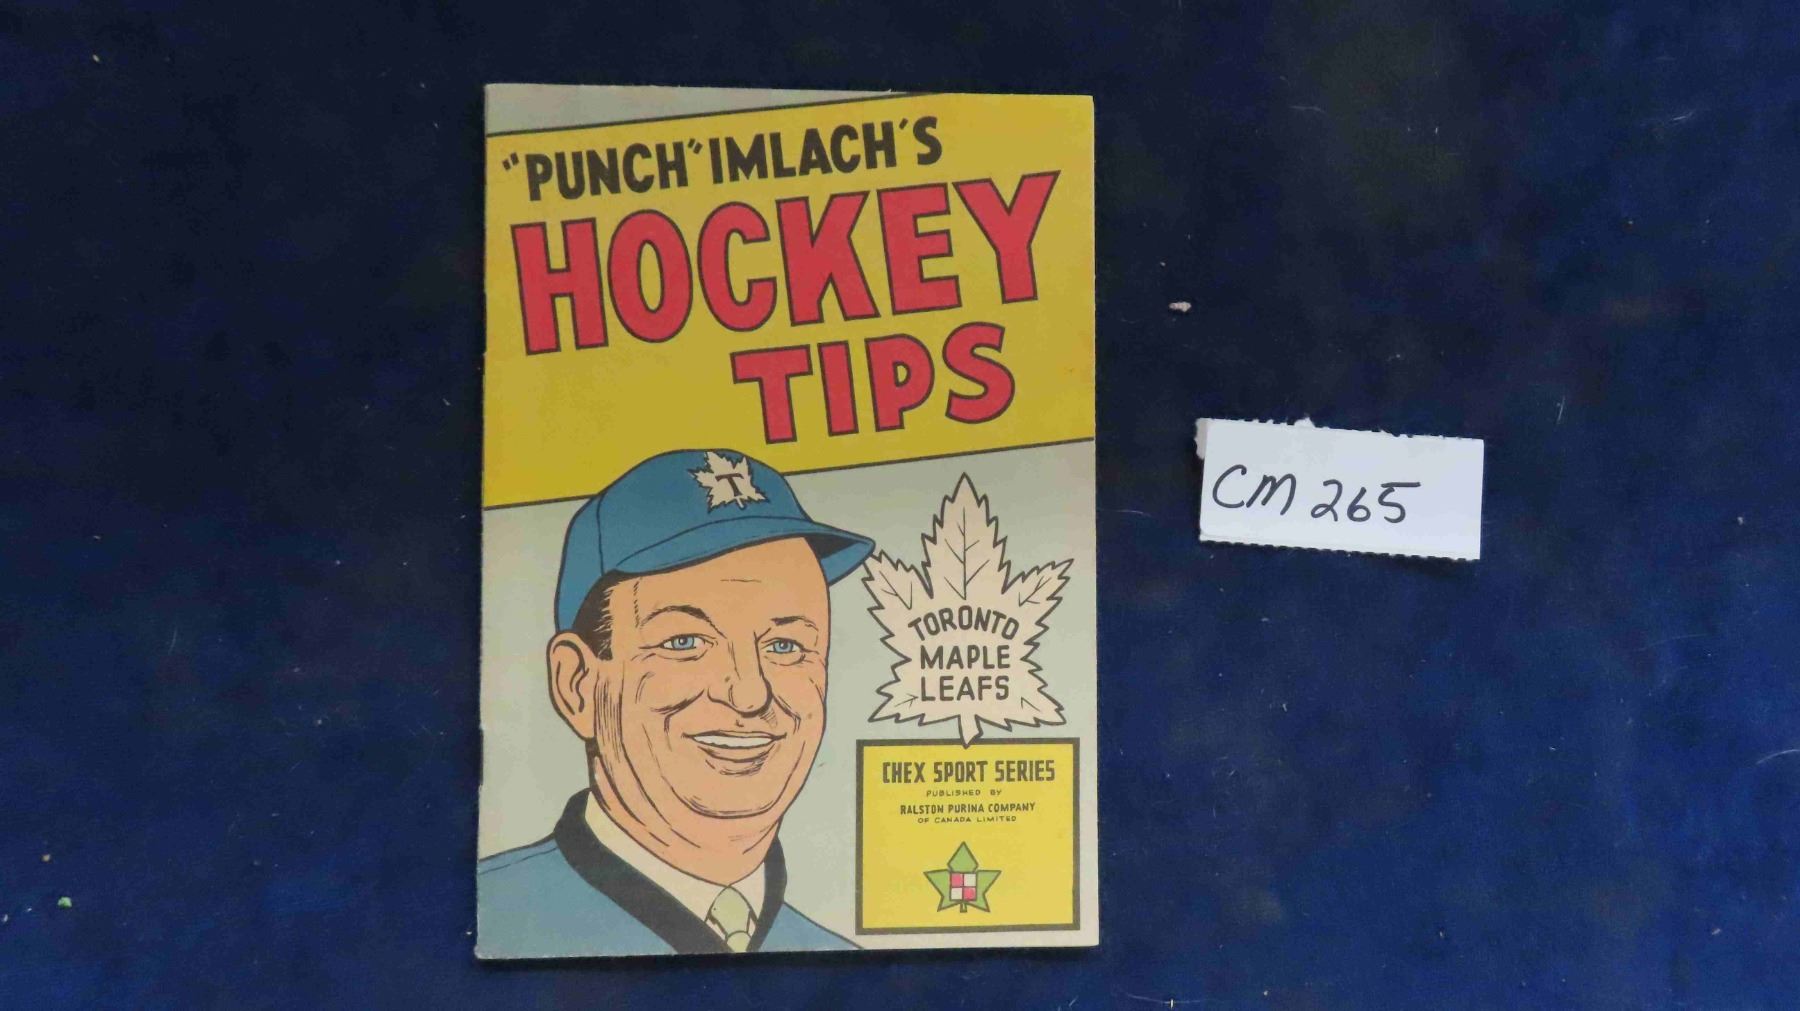 "PUNCH" IMLACH'S
HOCKEY
TIPS
T
TORONTO
MAPLE
LEAFS
CHEX SPORT SERIES
PUBLISHED BY
RALSTON PURINA COMPANY
OF CANADA LIMITED
CM 265